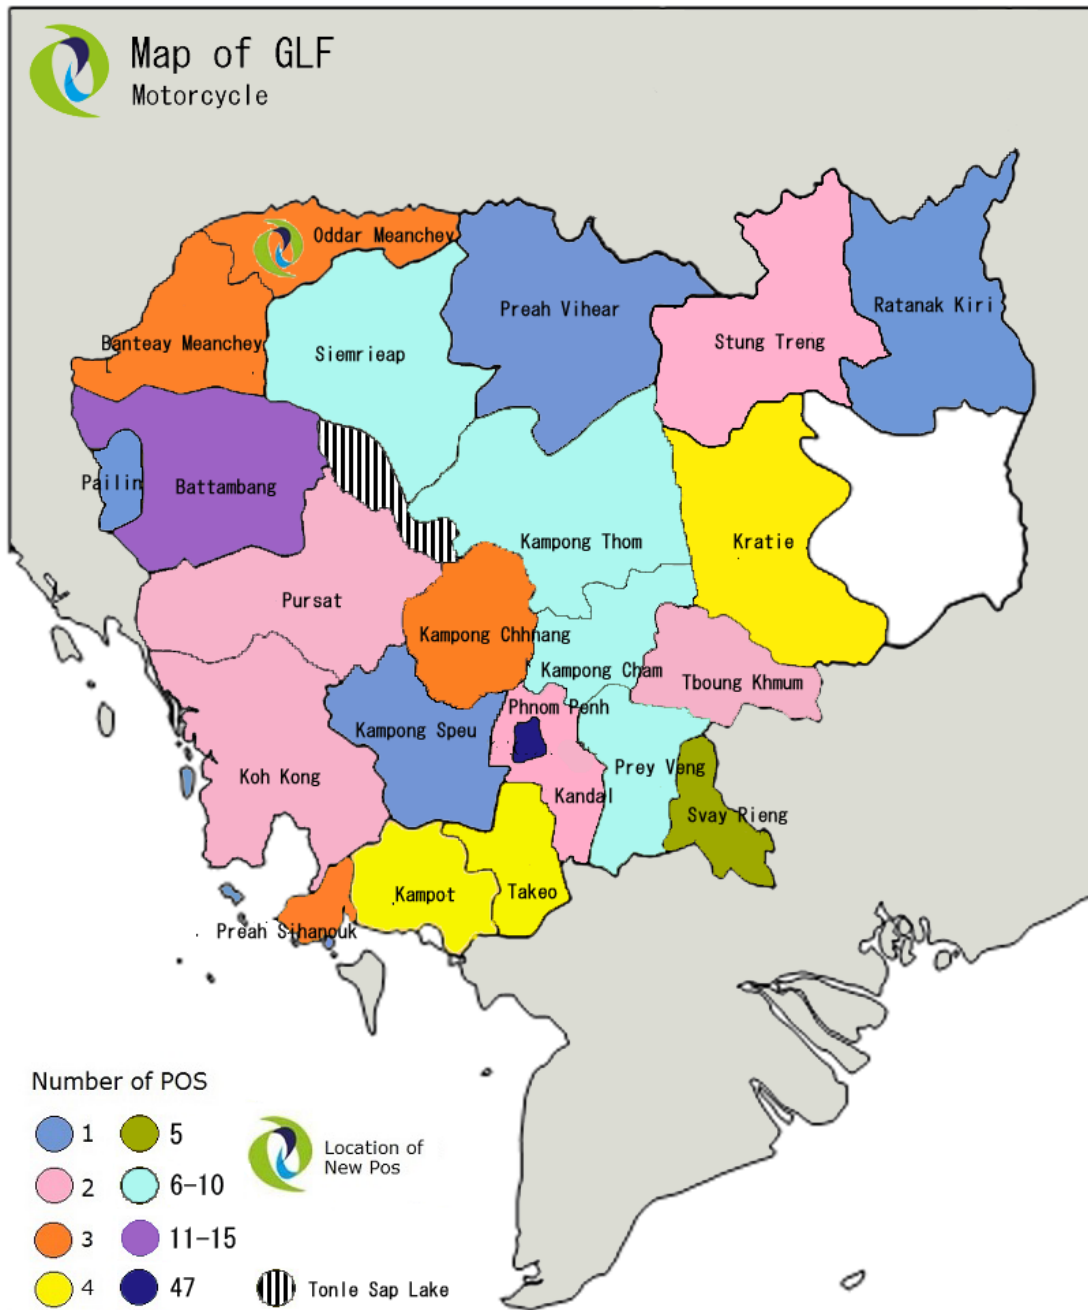 Map of GLF
Motorcycle
Oddar Meanchey
Preah Vihear
Ratanak Kiri
Banteay Meanchey
Siemrieap
Stung Treng
Pailin
Battambang
Kampong Thom
Kratie
Pursat
Kampong Chhnang
Kampong Cham
Tboung Khmum
Phnom Penh
Kampong Speu
Koh Kong
Prey Veng
Kandal
Svay Rieng
Kampot
Takeo
Preah Sihanouk
Number of POS
1
5
2
6-10
3
11-15
4
47
Location of
New Pos
Tonle Sap Lake